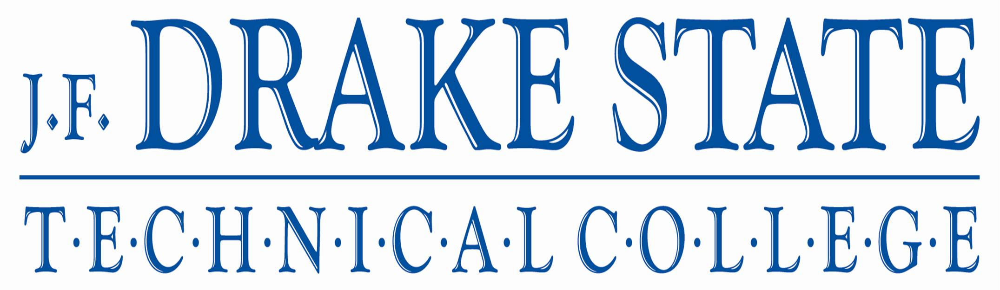 J.F. DRAKE STATE
T·E·C·H·N·I·C·A·L C·O·L·L·E·G·E